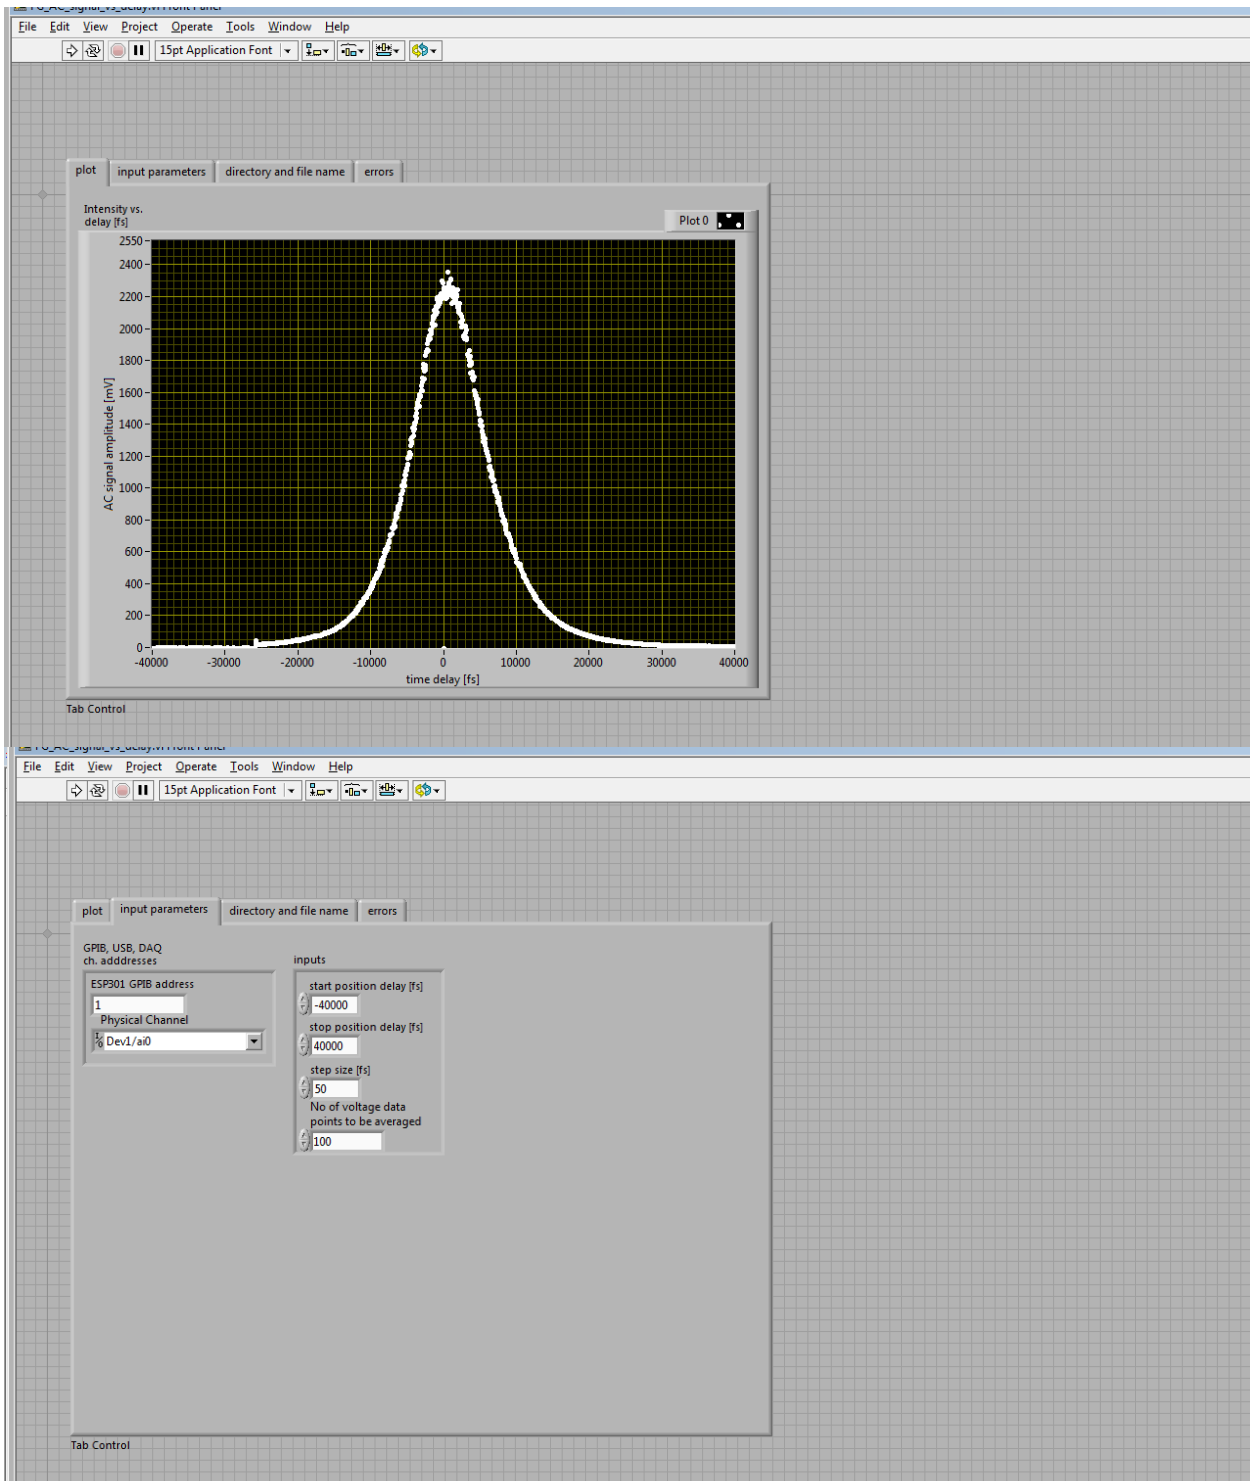 File Edit View Project Operate Tools Window Help
15pt Application Font
plot input parameters directory and file name errors
Intensity vs.
delay [fs]
Plot 0
2550
2400
2200
2000
1800
1600
1400
1200
1000
800
600
400
200
0
AC signal amplitude [mV]
-40000 -30000 -20000 -10000 0 10000 20000 30000 40000
time delay [fs]
Tab Control
File Edit View Project Operate Tools Window Help
15pt Application Font
plot input parameters directory and file name errors
GPIB, USB, DAQ
ch. adddresses
ESP301 GPIB address
1
Physical Channel
Dev1/ai0
inputs
start position delay [fs]
-40000
stop position delay [fs]
40000
step size [fs]
50
No of voltage data
points to be averaged
100
Tab Control